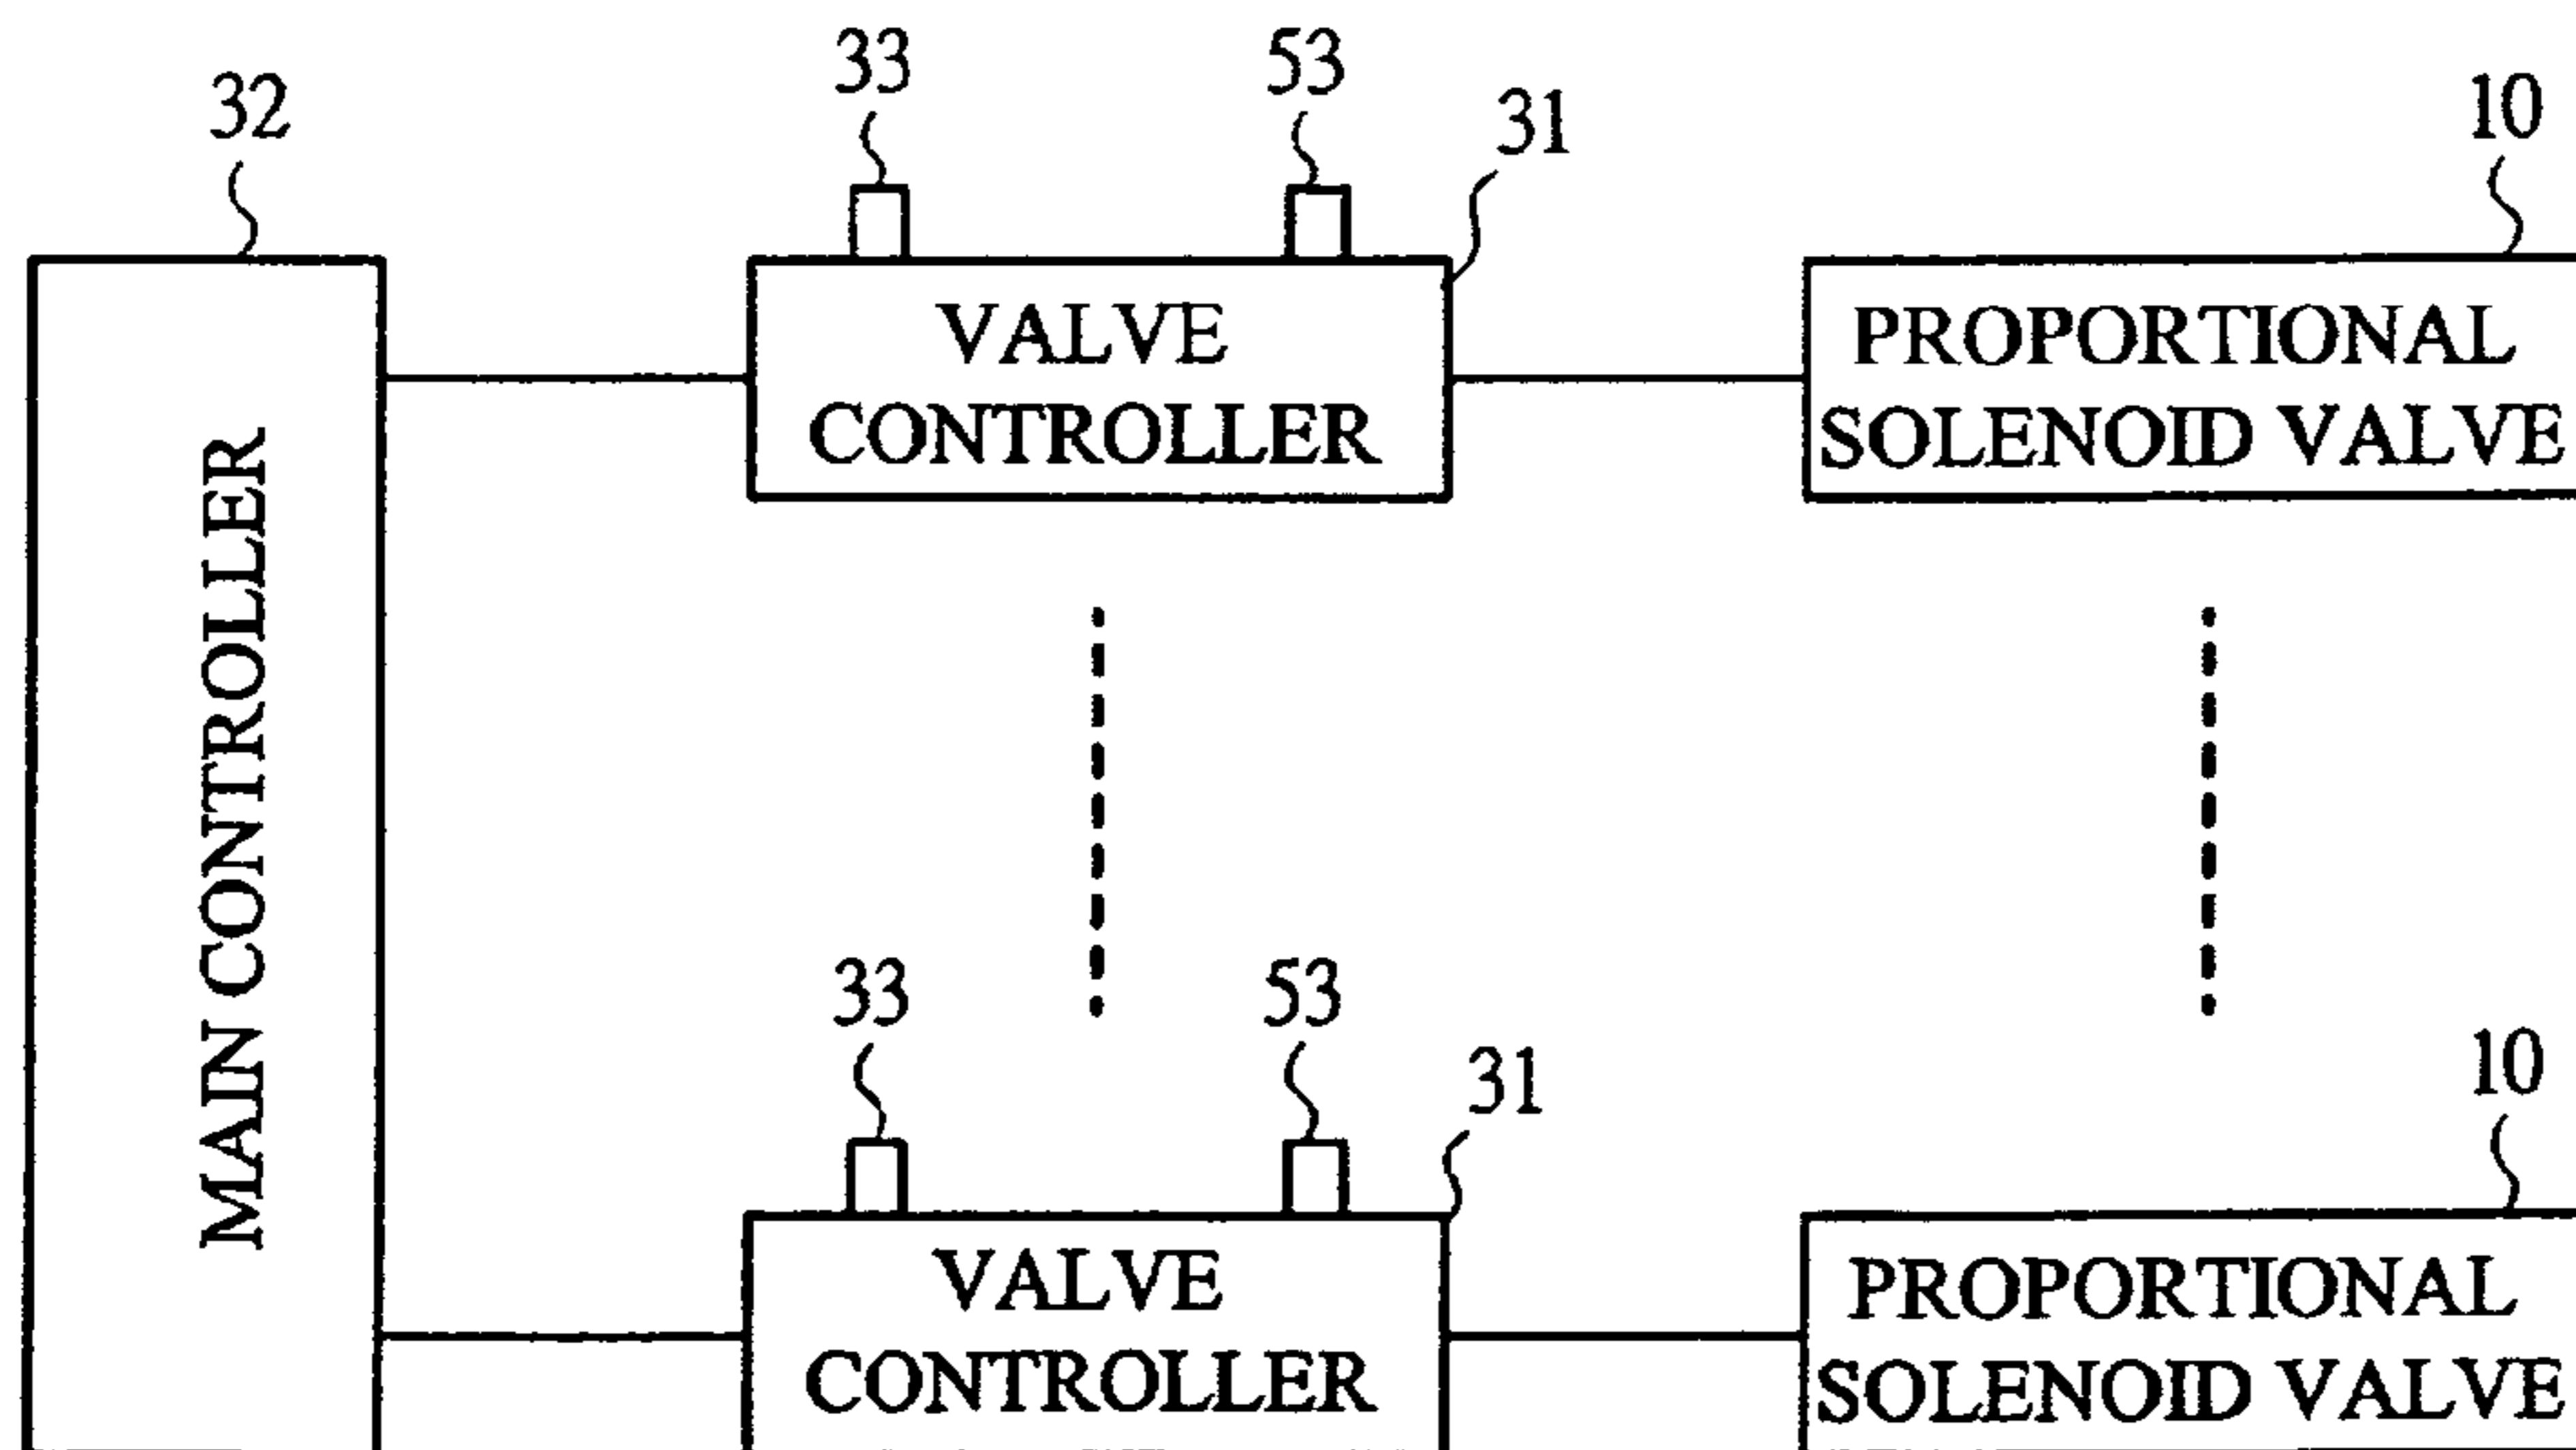 32
33
53
31
10
MAIN CONTROLLER
VALVE
CONTROLLER
PROPORTIONAL
SOLENOID VALVE
33
53
31
10
VALVE
CONTROLLER
PROPORTIONAL
SOLENOID VALVE